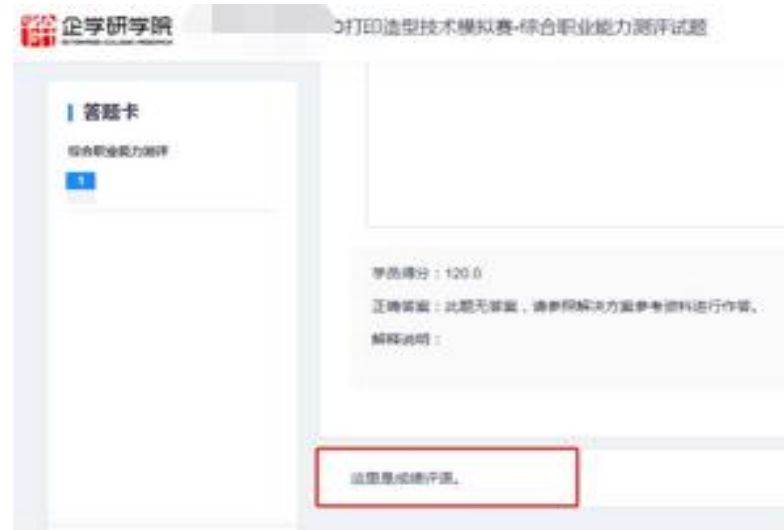 企学研学院
D打印造型技术模拟赛-综合职业能力测评试题
答题卡
综合职业能力测评
1
学员得分：120.0
正确答案：此题无答案，请参照解决方案参考资料进行作答。
解释说明：
这里是成绩评语。